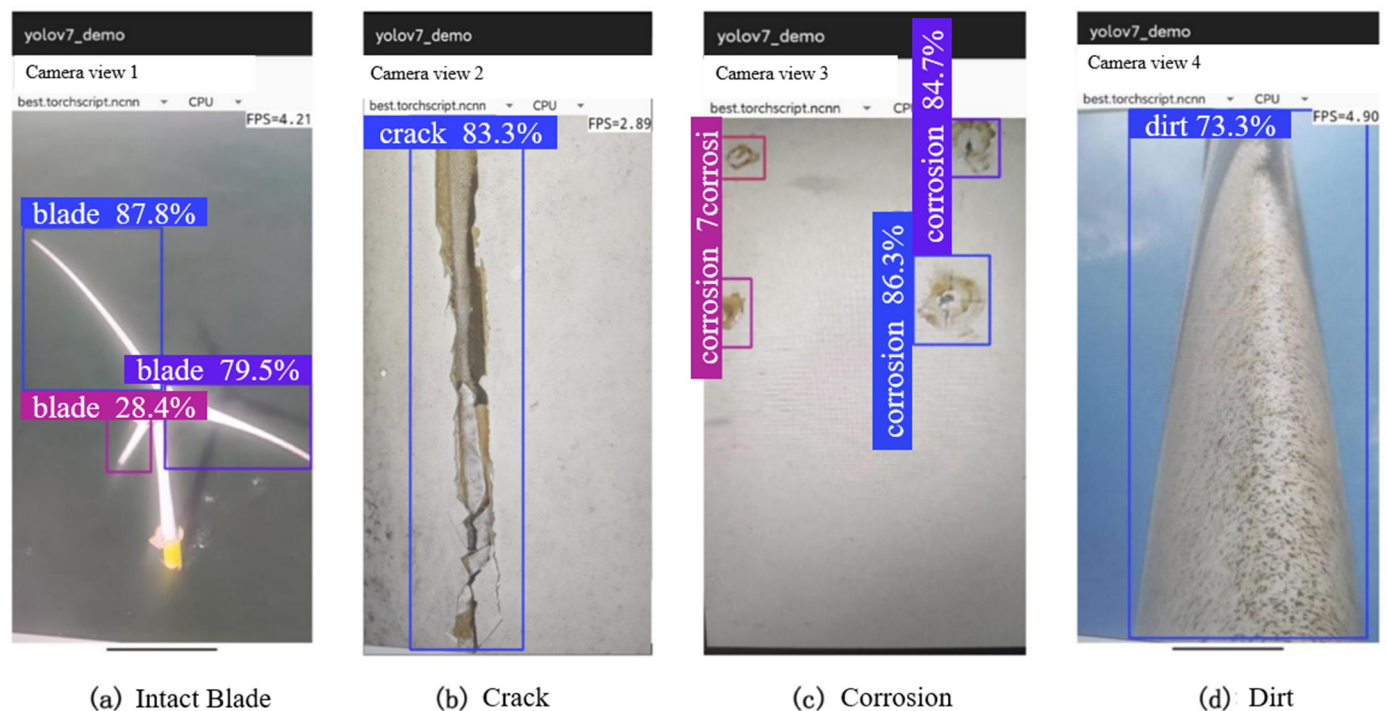 yolov7_demo
Camera view 1
best.torchscript.ncnn CPU
FPS=4.21
blade 87.8%
blade 79.5%
blade 28.4%
(a) Intact Blade
yolov7_demo
Camera view 2
best.torchscript.ncnn CPU
FPS=2.89
crack 83.3%
(b) Crack
yolov7_demo
Camera view 3
best.torchscript.ncnn CP
corrosion 84.7%
corrosion 7corrosi
corrosion 86.3%
(c) Corrosion
yolov7_demo
Camera view 4
best.torchscript.ncnn CPU
FPS=4.90
dirt 73.3%
(d) Dirt